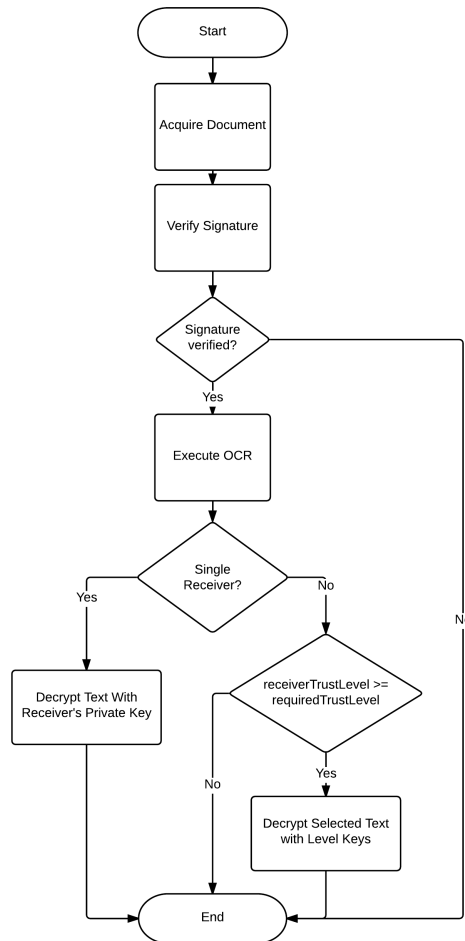 Start
Acquire Document
Verify Signature
Signature
verified?
Yes
Execute OCR
Single
Receiver?
Yes
No
No
receiverTrustLevel >=
requiredTrustLevel
Decrypt Text With
Receiver's Private Key
No
Yes
Decrypt Selected Text
with Level Keys
End